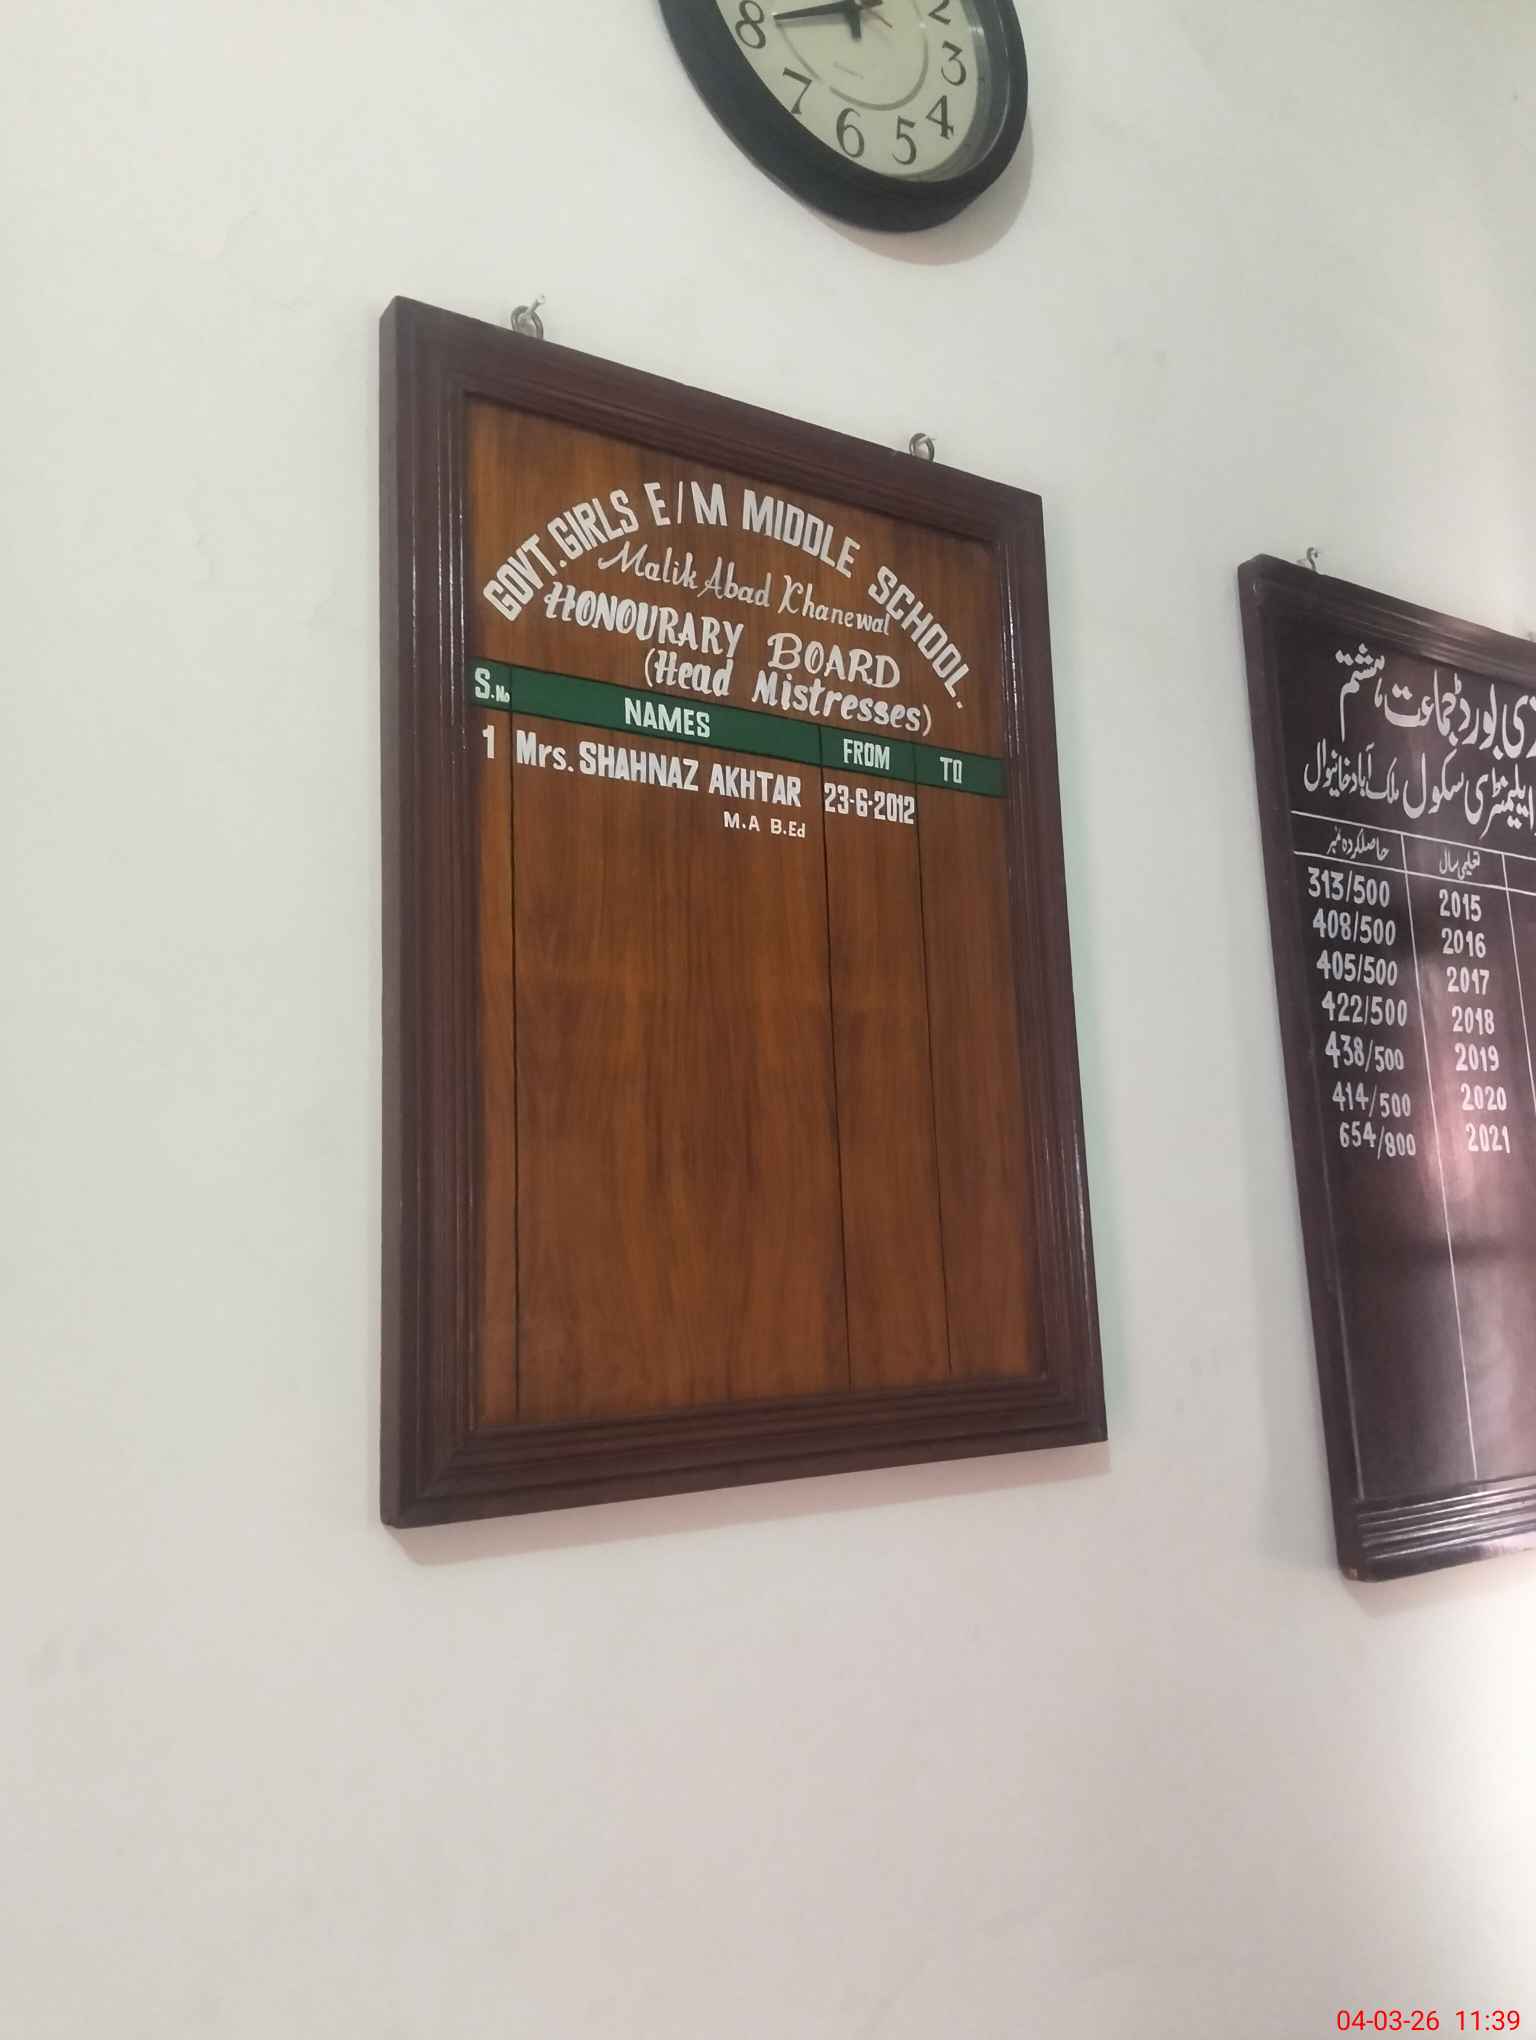 8
7
6
5
4
3
2
GOVT. GIRLS E/M MIDDLE SCHOOL.
Malik Abad Khanewal
HONOURARY BOARD
(Head Mistresses)
S.No NAMES FROM TO
1 Mrs. SHAHNAZ AKHTAR 23-6-2012
M.A B.Ed
بورڈ جماعت ہشتم
سکول ملک آباد خانیوال
تعلیمی سال حاصلکردہ نمبر
313/500 2015
408/500 2016
405/500 2017
422/500 2018
438/500 2019
414/500 2020
654/800 2021
04-03-26 11:39